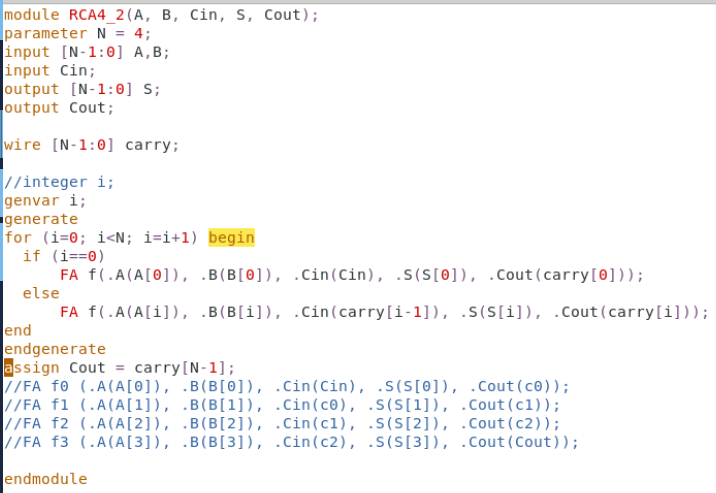 module RCA4_2(A, B, Cin, S, Cout);
parameter N = 4;
input [N-1:0] A,B;
input Cin;
output [N-1:0] S;
output Cout;
wire [N-1:0] carry;
//integer i;
genvar i;
generate
for (i=0; i<N; i=i+1) begin
  if (i==0)
      FA f(.A(A[0]), .B(B[0]), .Cin(Cin), .S(S[0]), .Cout(carry[0]));
  else
      FA f(.A(A[i]), .B(B[i]), .Cin(carry[i-1]), .S(S[i]), .Cout(carry[i]));
end
endgenerate
assign Cout = carry[N-1];
//FA f0 (.A(A[0]), .B(B[0]), .Cin(Cin), .S(S[0]), .Cout(c0));
//FA f1 (.A(A[1]), .B(B[1]), .Cin(c0), .S(S[1]), .Cout(c1));
//FA f2 (.A(A[2]), .B(B[2]), .Cin(c1), .S(S[2]), .Cout(c2));
//FA f3 (.A(A[3]), .B(B[3]), .Cin(c2), .S(S[3]), .Cout(Cout));
endmodule